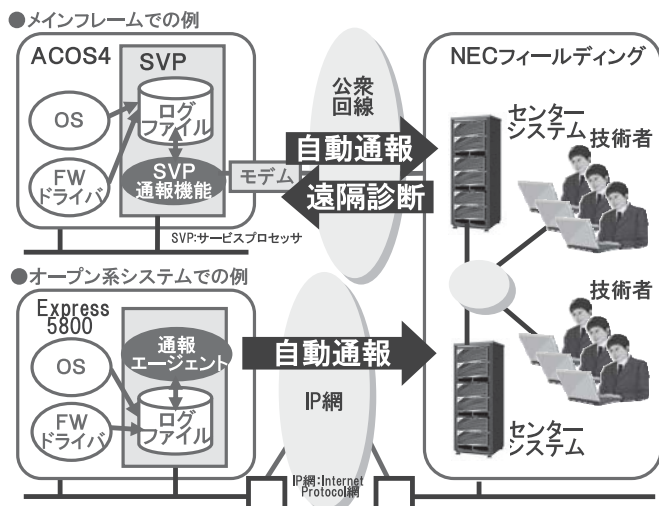 ●メインフレームでの例
ACOS4
SVP
OS
ログ
ファイル
FW
ドライバ
SVP
通報機能
モデム
SVP:サービスプロセッサ
公衆
回線
自動通報
遠隔診断
NECフィールディング
センター
システム
技術者
●オープン系システムでの例
Express
5800
通報
エージェント
OS
FW
ドライバ
ログ
ファイル
自動通報
IP網
IP網:Internet
Protocol網
技術者
センター
システム